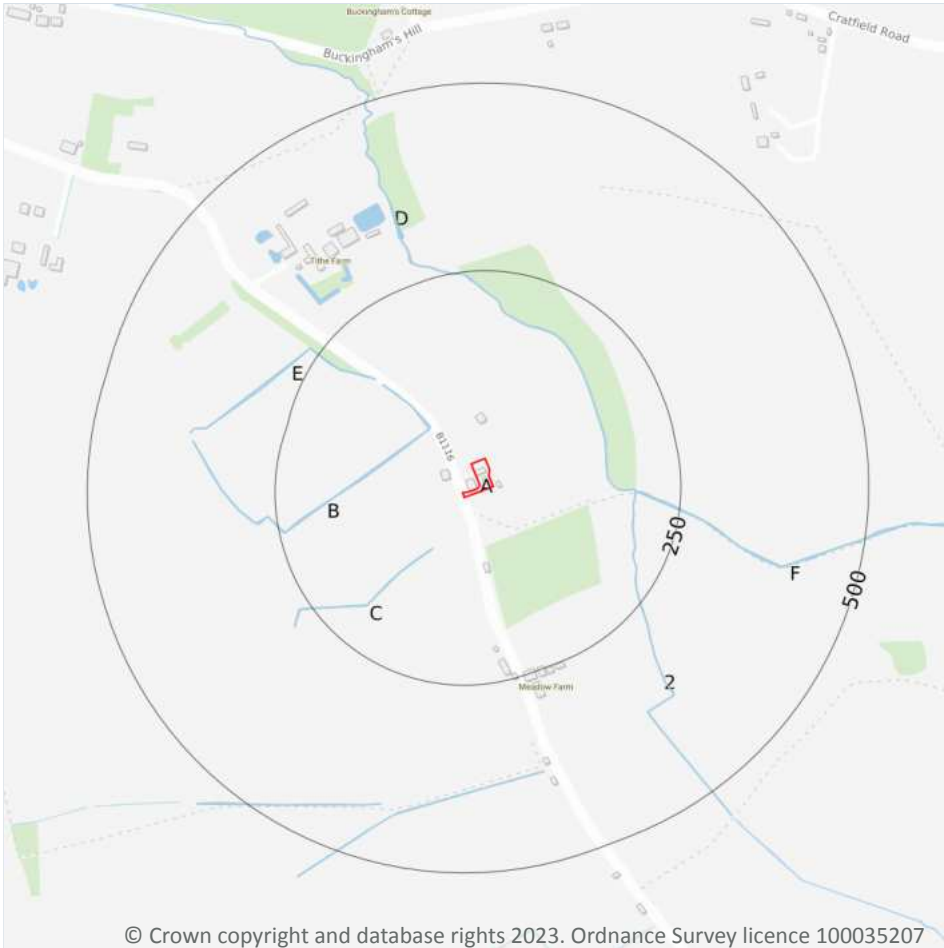 Buckingham's Cottage
Buckingham's Hill
Cratfield Road
D
Tithe Farm
E
B1116
A
B
250
F
500
C
2
Meadow Farm
© Crown copyright and database rights 2023. Ordnance Survey licence 100035207